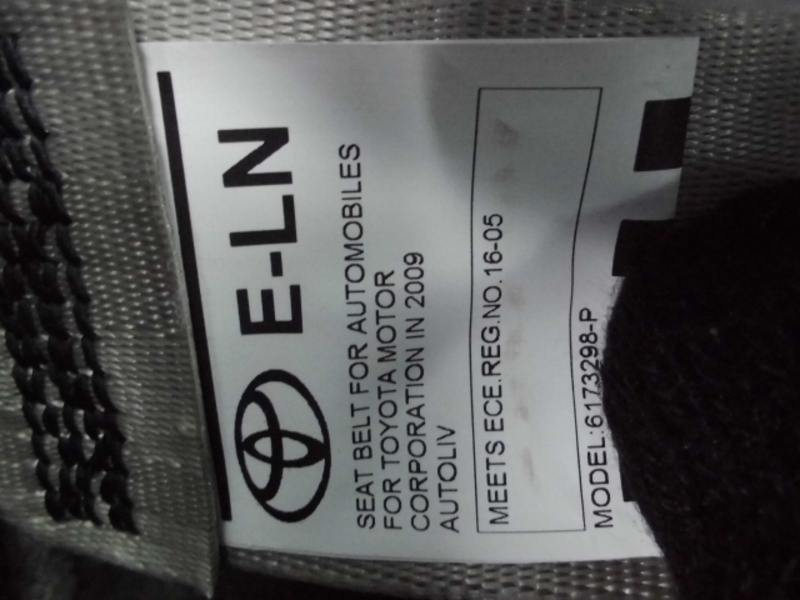 E-LN
SEAT BELT FOR AUTOMOBILES
FOR TOYOTA MOTOR
CORPORATION IN 2009
AUTOLIV
MEETS ECE.REG.NO.16-05
MODEL:6173298-P